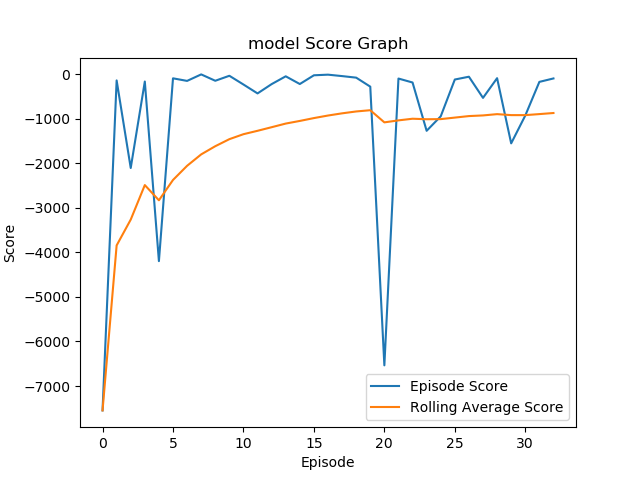 model Score Graph
0
−1000
−2000
−3000
−4000
−5000
−6000
−7000
Score
Episode Score
Rolling Average Score
0 5 10 15 20 25 30
Episode